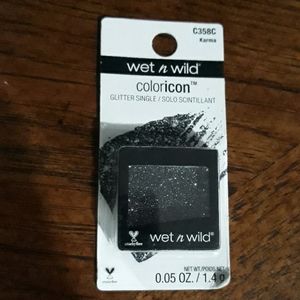 C358C
Karma
wet n wild®
coloricon™
GLITTER SINGLE / SOLO SCINTILLANT
wet n wild®
crueltyfree
NET WT./POIDS NET
0.05 OZ. / 1.4 g